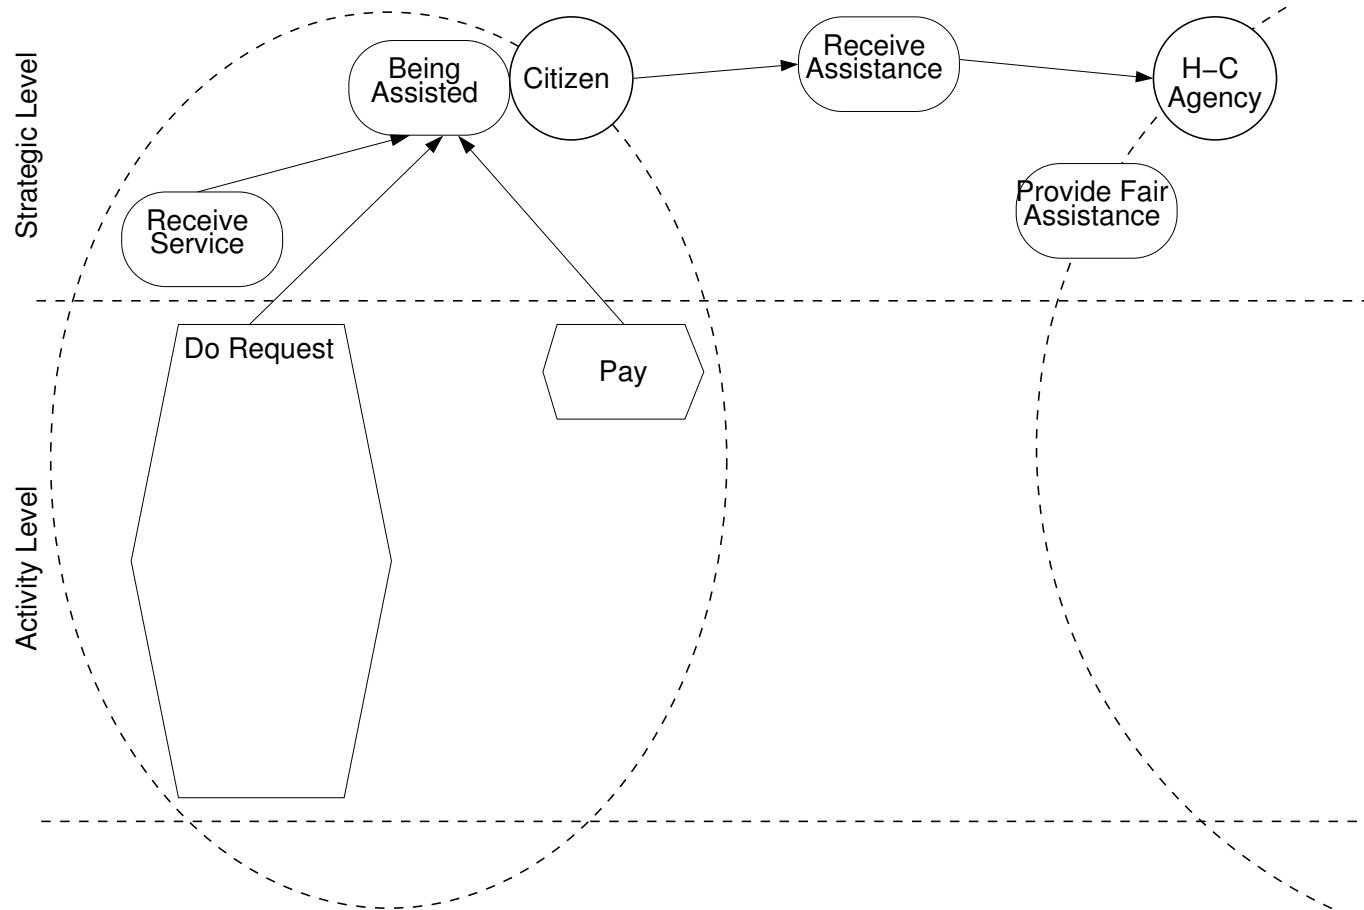 Strategic Level
Being
Assisted
Citizen
Receive
Assistance
H–C
Agency
Provide Fair
Assistance
Receive
Service
Activity Level
Do Request
Pay